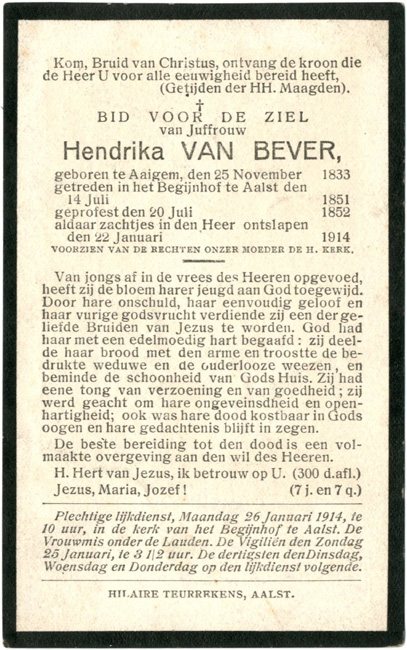 Kom, Bruid van Christus, ontvang de kroon die
de Heer U voor alle eeuwigheid bereid heeft,
(Getijden der HH. Maagden).
†
BID VOOR DE ZIEL
van Juffrouw
Hendrika VAN BEVER,
geboren te Aaigem, den 25 November 1833
getreden in het Begijnhof te Aalst den
14 Juli 1851
geprofest den 20 Juli 1852
aldaar zachtjes in den Heer ontslapen
den 22 Januari 1914
VOORZIEN VAN DE RECHTEN ONZER MOEDER DE H. KERK.
Van jongs af in de vrees des Heeren opgevoed,
heeft zij de bloem harer jeugd aan God toegewijd.
Door hare onschuld, haar eenvoudig geloof en
haar vurige godsvrucht verdiende zij een der ge-
liefde Bruiden van Jezus te worden. God had
haar met een edelmoedig hart begaafd : zij deel-
de haar brood met den arme en troostte de be-
drukte weduwe en de ouderlooze weezen, en
beminde de schoonheid van Gods Huis. Zij had
eene tong van verzoening en van goedheid ; zij
werd geacht om hare ongeveinsdheid en open-
hartigheid ; ook was hare dood kostbaar in Gods
oogen en hare gedachtenis blijft in zegen.
De beste bereiding tot den dood is een vol-
maakte overgeving aan den wil des Heeren.
H. Hert van Jezus, ik betrouw op U. (300 d.afl.)
Jezus, Maria, Jozef ! (7 j. en 7 q.)
Plechtige lijkdienst, Maandag 26 Januari 1914, te
10 uur, in de kerk van het Begijnhof te Aalst. De
Vrouwmis onder de Lauden. De Vigiliën den Zondag
25 Januari, te 3 1|2 uur. De dertigsten den Dinsdag,
Woensdag en Donderdag op den lijkdienst volgende.
HILAIRE TEURREKENS, AALST.